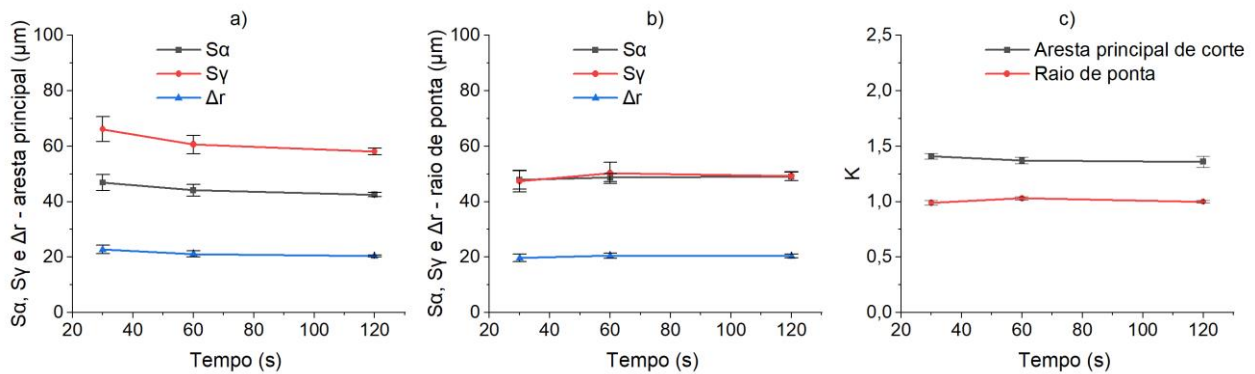 a)
Sα, Sγ e Δr - aresta principal (μm)
100
80
60
40
20
0
Sα
Sγ
Δr
20 40 60 80 100 120
Tempo (s)
b)
Sα, Sγ e Δr - raio de ponta (μm)
100
80
60
40
20
0
Sα
Sγ
Δr
20 40 60 80 100 120
Tempo (s)
c)
K
2,5
2,0
1,5
1,0
0,5
0,0
Aresta principal de corte
Raio de ponta
20 40 60 80 100 120
Tempo (s)